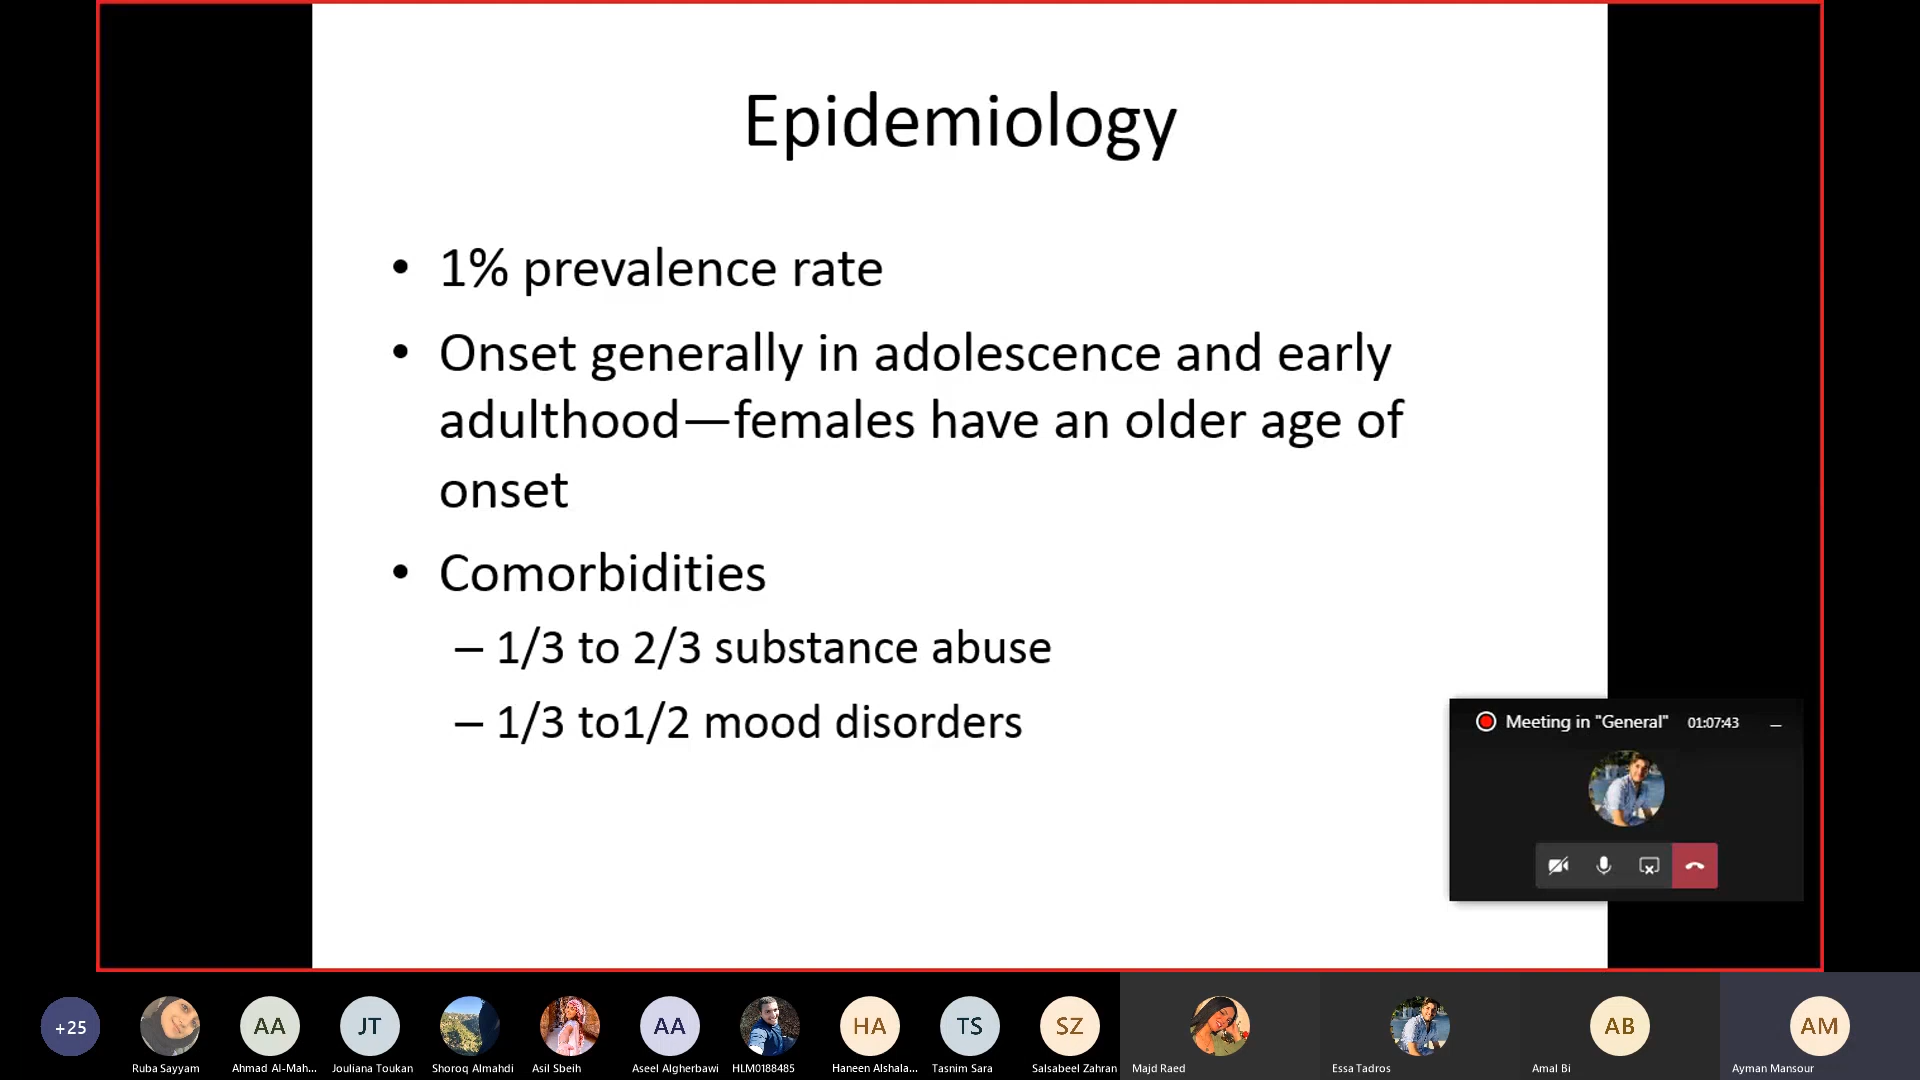 Epidemiology
• 1% prevalence rate
• Onset generally in adolescence and early
adulthood—females have an older age of
onset
• Comorbidities
– 1/3 to 2/3 substance abuse
– 1/3 to1/2 mood disorders
Meeting in "General" 01:07:43
+25
AA
JT
AA
HA
TS
SZ
AB
AM
Ruba Sayyam
Ahmad Al-Mah...
Jouliana Toukan
Shoroq Almahdi
Asil Sbeih
Aseel Algherbawi
HLM0188485
Haneen Alshala...
Tasnim Sara
Salsabeel Zahran
Majd Raed
Essa Tadros
Amal Bi
Ayman Mansour